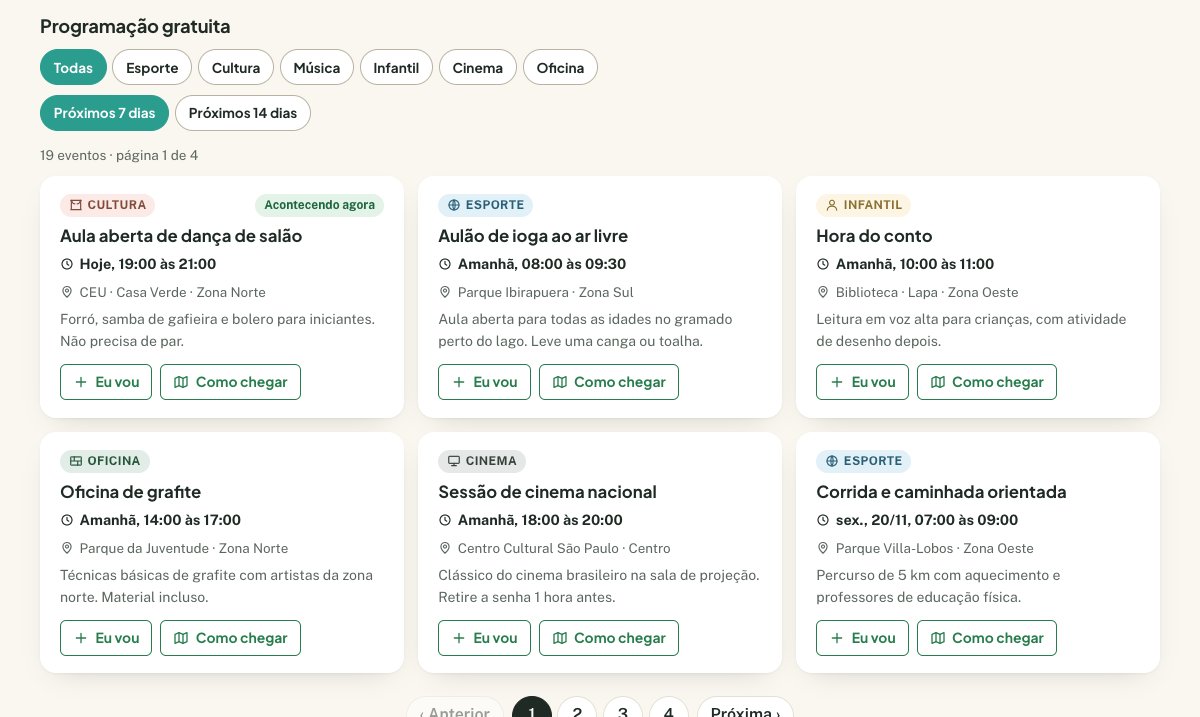 Programação gratuita
Todas Esporte Cultura Música Infantil Cinema Oficina
Próximos 7 dias Próximos 14 dias
19 eventos · página 1 de 4
CULTURA Acontecendo agora
Aula aberta de dança de salão
Hoje, 19:00 às 21:00
CEU · Casa Verde · Zona Norte
Forró, samba de gafieira e bolero para iniciantes.
Não precisa de par.
+ Eu vou Como chegar
ESPORTE
Aulão de ioga ao ar livre
Amanhã, 08:00 às 09:30
Parque Ibirapuera · Zona Sul
Aula aberta para todas as idades no gramado
perto do lago. Leve uma canga ou toalha.
+ Eu vou Como chegar
INFANTIL
Hora do conto
Amanhã, 10:00 às 11:00
Biblioteca · Lapa · Zona Oeste
Leitura em voz alta para crianças, com atividade
de desenho depois.
+ Eu vou Como chegar
OFICINA
Oficina de grafite
Amanhã, 14:00 às 17:00
Parque da Juventude · Zona Norte
Técnicas básicas de grafite com artistas da zona
norte. Material incluso.
+ Eu vou Como chegar
CINEMA
Sessão de cinema nacional
Amanhã, 18:00 às 20:00
Centro Cultural São Paulo · Centro
Clássico do cinema brasileiro na sala de projeção.
Retire a senha 1 hora antes.
+ Eu vou Como chegar
ESPORTE
Corrida e caminhada orientada
sex., 20/11, 07:00 às 09:00
Parque Villa-Lobos · Zona Oeste
Percurso de 5 km com aquecimento e
professores de educação física.
+ Eu vou Como chegar
‹ Anterior 1 2 3 4 Próxima ›